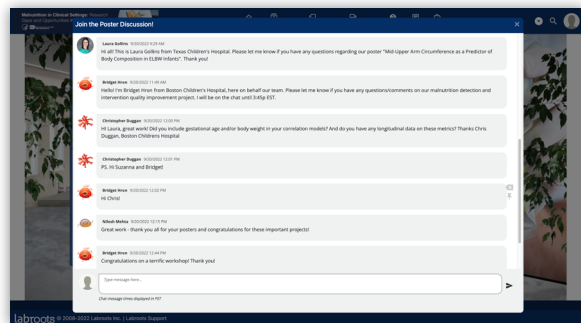 Malnutrition in Clinical Settings: Research
Gaps and Opportunities
Join the Poster Discussion!
Laura Gollins 9/20/2022 9:29 AM
Hi all! This is Laura Gollins from Texas Children's Hospital. Please let me know if you have any questions regarding our poster "Mid-Upper Arm Circumference as a Predictor of
Body Composition in ELBW Infants". Thank you!
Bridget Hron 9/20/2022 11:49 AM
Hello! I'm Bridget Hron from Boston Children's Hospital, here on behalf our team. Please let me know if you have any questions/comments on our malnutrition detection and
intervention quality improvement project. I will be on the chat until 3:45p EST.
Christopher Duggan 9/20/2022 12:00 PM
HI Laura, great work! Did you include gestational age and/or body weight in your correlation models? And do you have any longitudinal data on these metrics? Thanks Chris
Duggan, Boston Childrens Hospital
Christopher Duggan 9/20/2022 12:01 PM
PS. Hi Suzanna and Bridget!
Bridget Hron 9/20/2022 12:02 PM
Hi Chris!
Nilesh Mehta 9/20/2022 12:15 PM
Great work - thank you all for your posters and congratulations for these important projects!
Bridget Hron 9/20/2022 12:44 PM
Congratulations on a terrific workshop! Thank you!
Type message here...
Chat message times displayed in PDT
labroots © 2008-2022 Labroots Inc. | Labroots Support